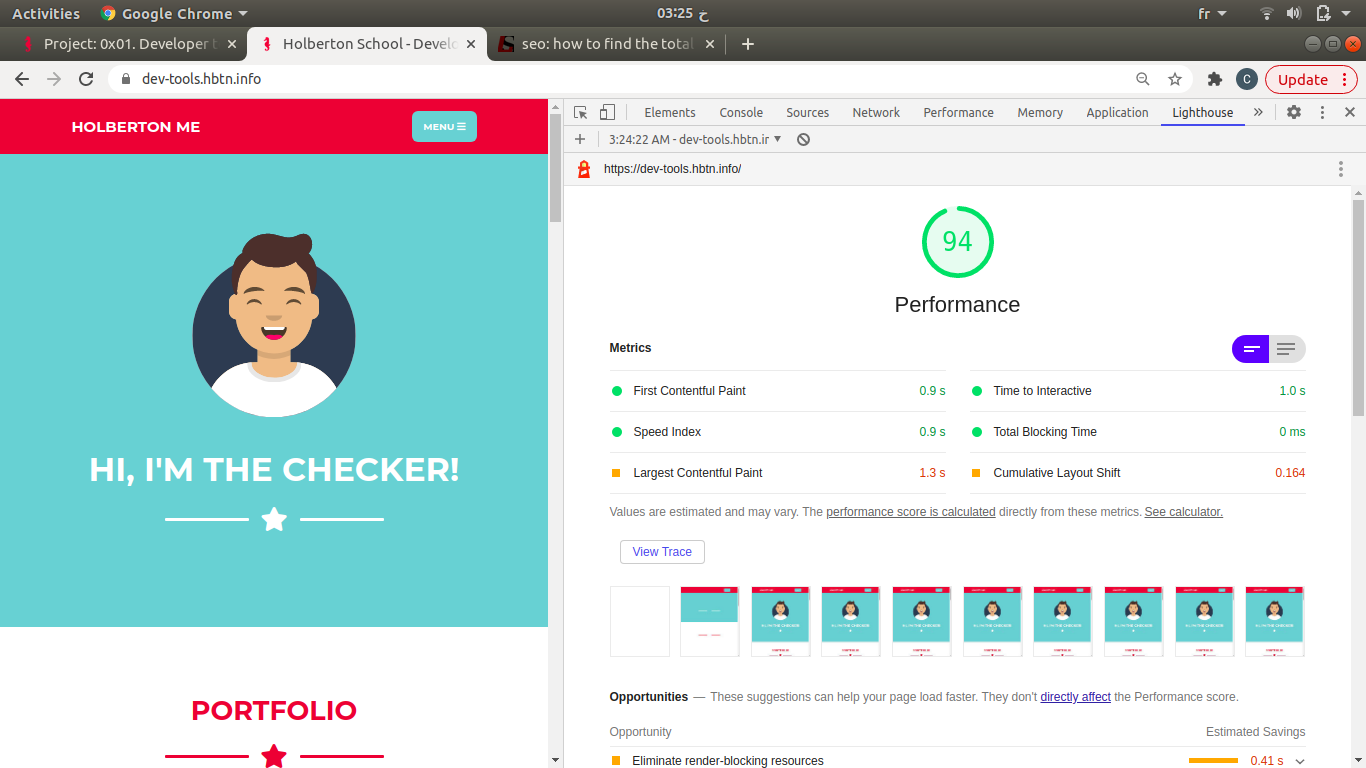 Activities
Google Chrome
03:25 خ
fr
Project: 0x01. Developer t
Holberton School - Develo
seo: how to find the total
dev-tools.hbtn.info
C
Update
HOLBERTON ME
MENU
HI, I'M THE CHECKER!
PORTFOLIO
Elements
Console
Sources
Network
Performance
Memory
Application
Lighthouse
3:24:22 AM - dev-tools.hbtn.ir
https://dev-tools.hbtn.info/
94
Performance
Metrics
First Contentful Paint 0.9 s
Time to Interactive 1.0 s
Speed Index 0.9 s
Total Blocking Time 0 ms
Largest Contentful Paint 1.3 s
Cumulative Layout Shift 0.164
Values are estimated and may vary. The performance score is calculated directly from these metrics. See calculator.
View Trace
Opportunities — These suggestions can help your page load faster. They don't directly affect the Performance score.
Opportunity Estimated Savings
Eliminate render-blocking resources 0.41 s